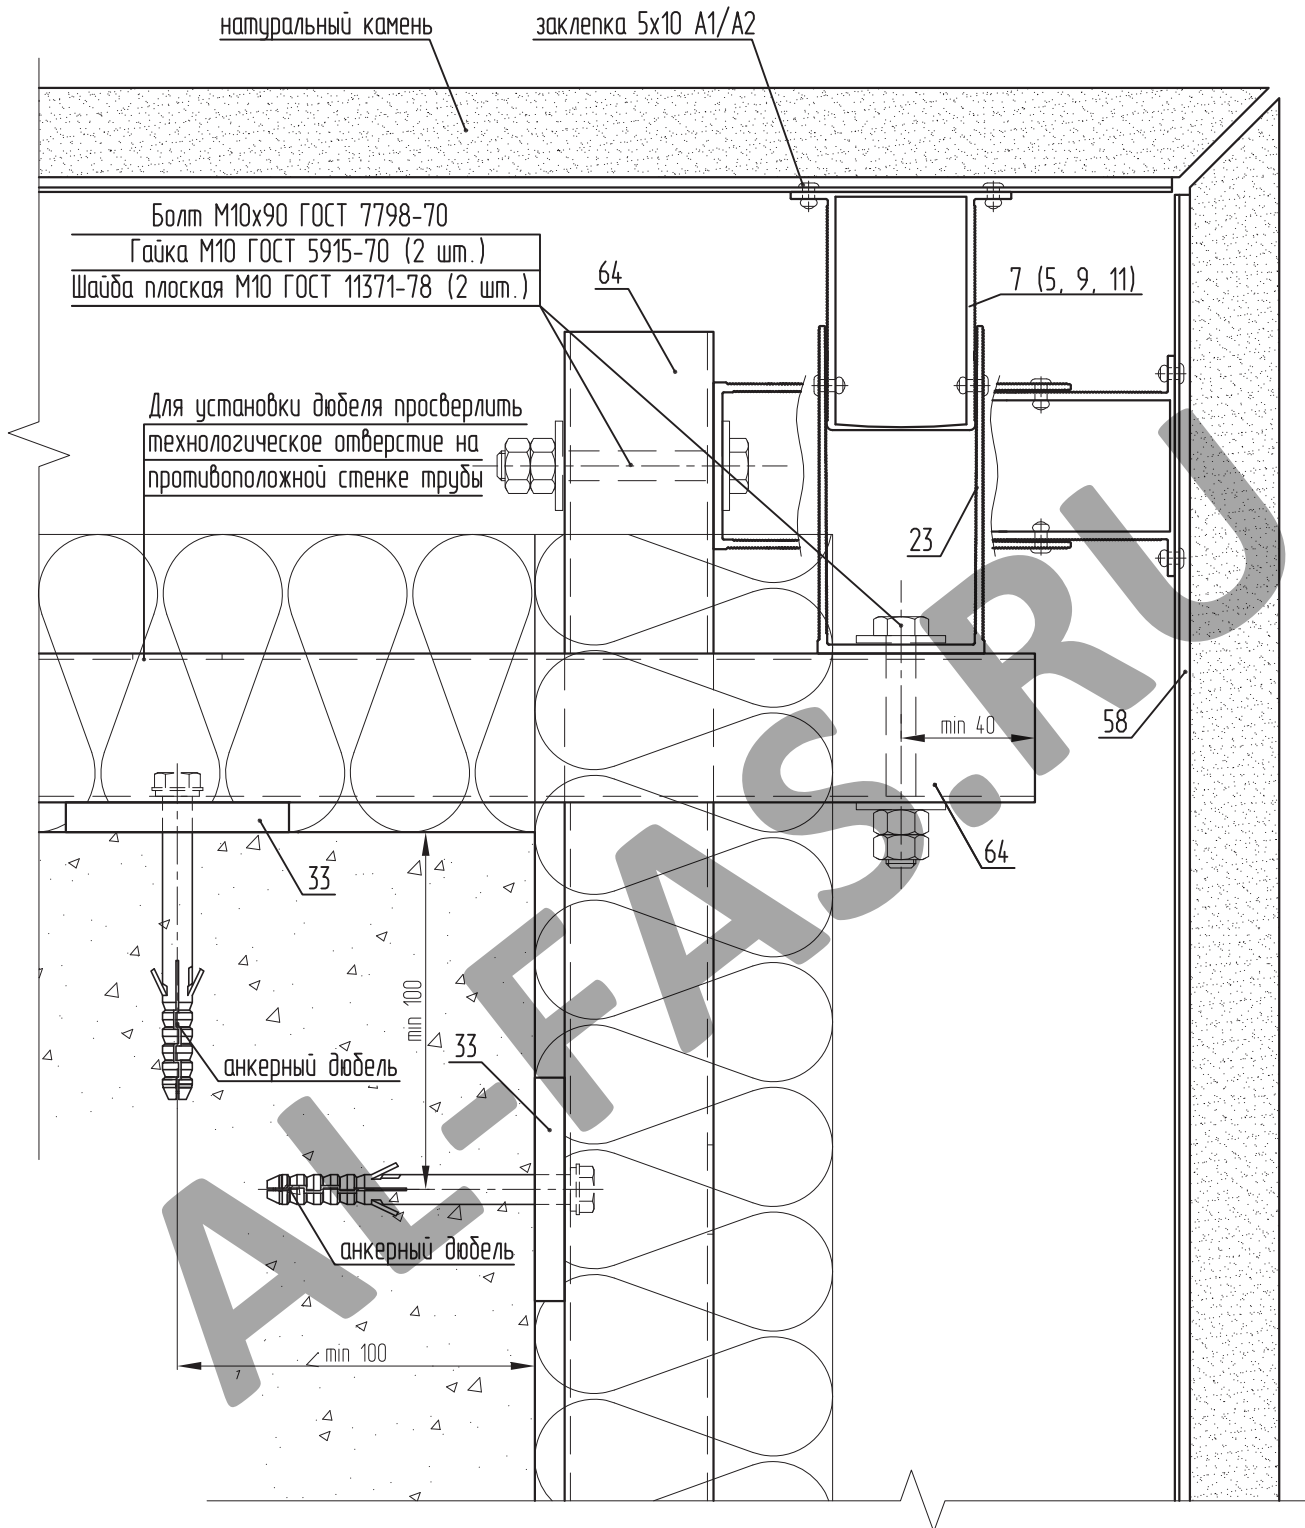 натуральный камень
заклепка 5x10 А1/А2
Болт М10х90 ГОСТ 7798-70
Гайка М10 ГОСТ 5915-70 (2 шт.)
Шайба плоская М10 ГОСТ 11371-78 (2 шт.)
64
7 (5, 9, 11)
Для установки дюбеля просверлить
технологическое отверстие на
противоположной стенке трубы
23
58
min 40
64
33
min 100
33
анкерный дюбель
анкерный дюбель
min 100
AL-FAS.RU